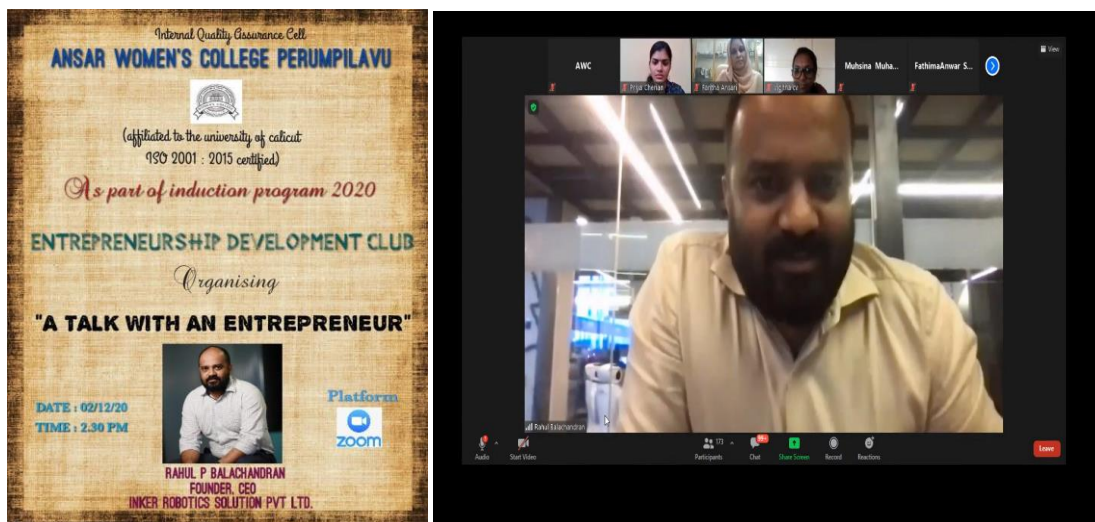 Internal Quality Assurance Cell
ANSAR WOMEN'S COLLEGE PERUMPILAVU
(affiliated to the university of calicut
ISO 2001 : 2015 certified)
As part of induction program 2020
ENTREPRENEURSHIP DEVELOPMENT CLUB
Organising
"A TALK WITH AN ENTREPRENEUR"
DATE : 02/12/20
TIME : 2.30 PM
Platform
zoom
RAHUL P BALACHANDRAN
FOUNDER, CEO
INKER ROBOTICS SOLUTION PVT LTD.
View
AWC
Priya Cherian
Faritha Ansari
Muhsina Muha...
FathimaAnwar S...
Rahul Balachandran
Audio
Start Video
Participants
173
Chat
99+
Share Screen
Record
Reactions
Leave